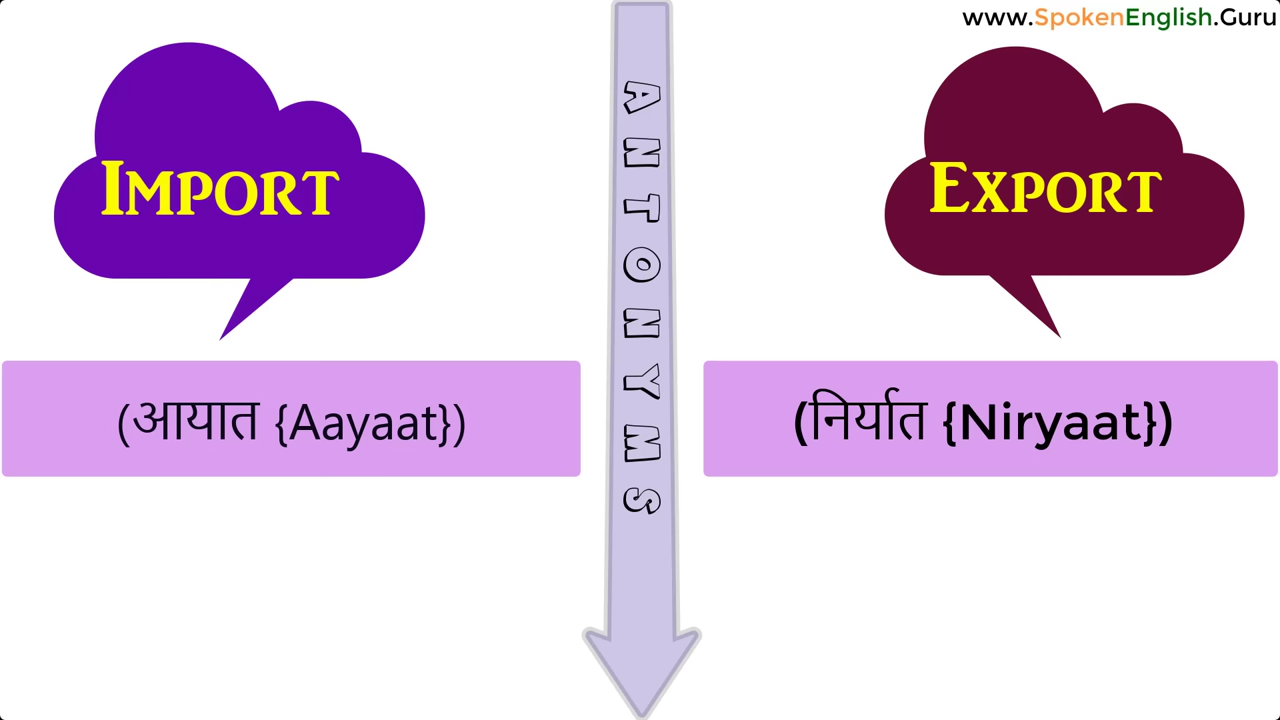 www.SpokenEnglish.Guru
Import
Export
ANTONYMS
(आयात {Aayaat})
(निर्यात {Niryaat})